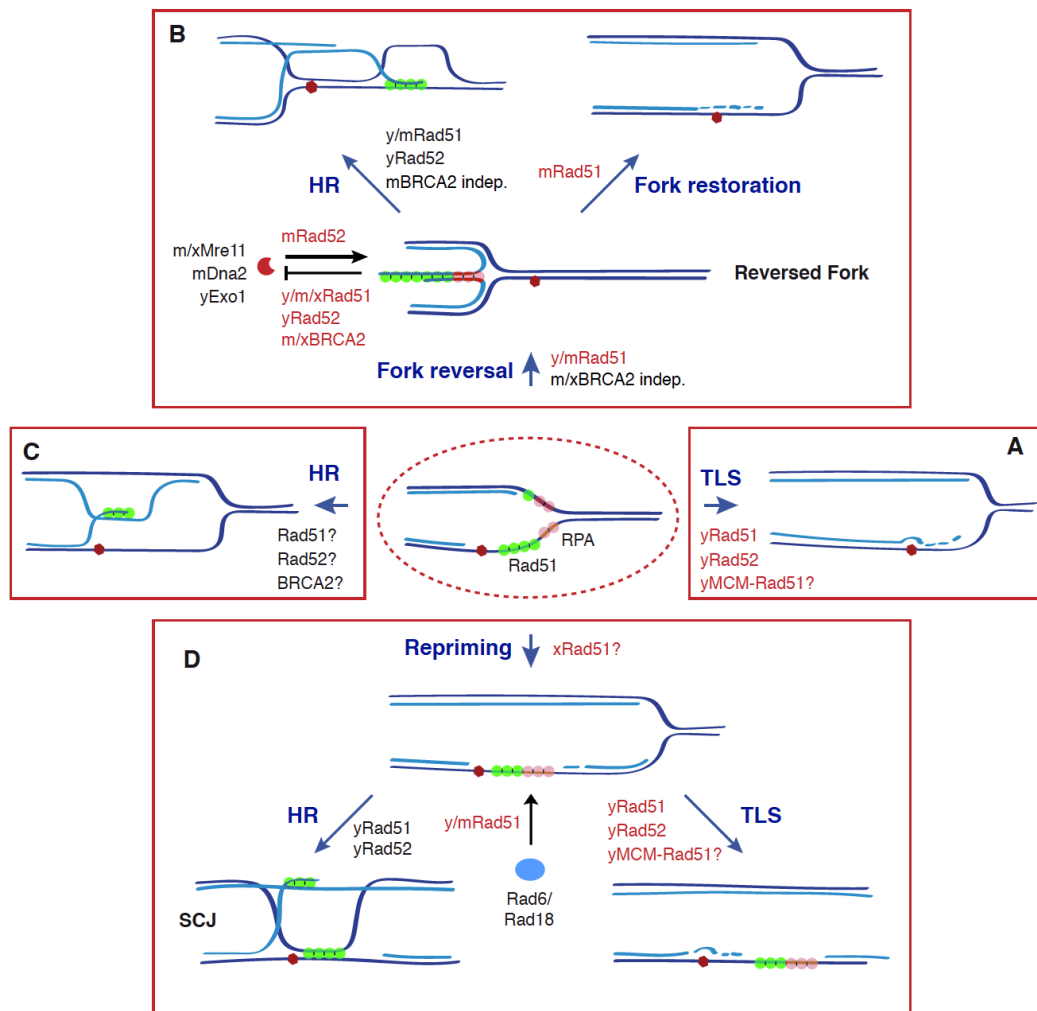 B
y/mRad51
yRad52
mBRCA2 indep.
HR
mRad51
Fork restoration
m/xMre11
mDna2
yExo1
mRad52
y/m/xRad51
yRad52
m/xBRCA2
Reversed Fork
Fork reversal
y/mRad51
m/xBRCA2 indep.
C
HR
Rad51?
Rad52?
BRCA2?
RPA
Rad51
A
TLS
yRad51
yRad52
yMCM-Rad51?
D
Repriming
xRad51?
HR
yRad51
yRad52
y/mRad51
Rad6/
Rad18
yRad51
yRad52
yMCM-Rad51?
TLS
SCJ